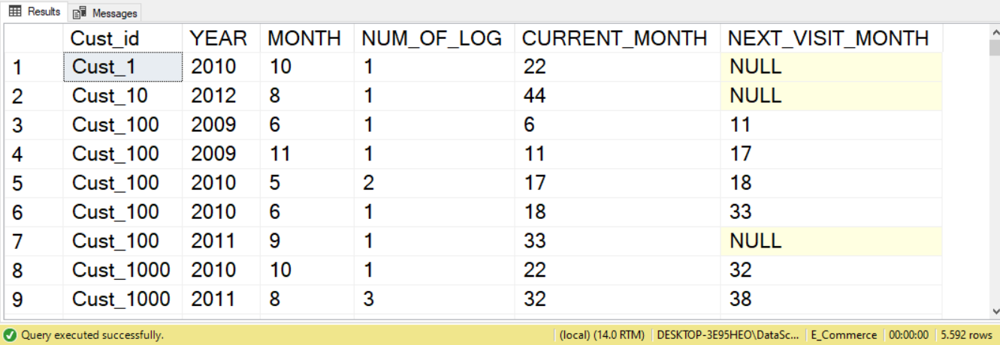 Results Messages
Cust_id YEAR MONTH NUM_OF_LOG CURRENT_MONTH NEXT_VISIT_MONTH
1 Cust_1 2010 10 1 22 NULL
2 Cust_10 2012 8 1 44 NULL
3 Cust_100 2009 6 1 6 11
4 Cust_100 2009 11 1 11 17
5 Cust_100 2010 5 2 17 18
6 Cust_100 2010 6 1 18 33
7 Cust_100 2011 9 1 33 NULL
8 Cust_1000 2010 10 1 22 32
9 Cust_1000 2011 8 3 32 38
Query executed successfully. (local) (14.0 RTM) DESKTOP-3E95HEO\DataSc... E_Commerce 00:00:00 5.592 rows